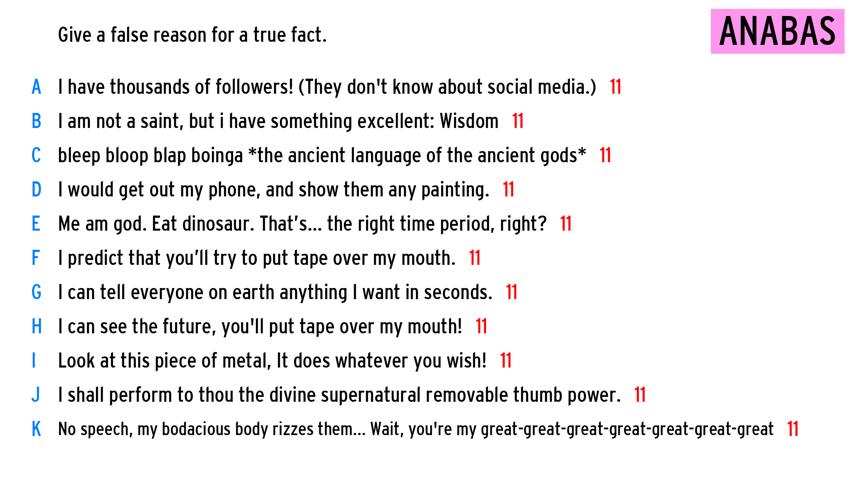 Give a false reason for a true fact.
ANABAS
A I have thousands of followers! (They don't know about social media.) 11
B I am not a saint, but i have something excellent: Wisdom 11
C bleep bloop blap boinga *the ancient language of the ancient gods* 11
D I would get out my phone, and show them any painting. 11
E Me am god. Eat dinosaur. That’s... the right time period, right? 11
F I predict that you’ll try to put tape over my mouth. 11
G I can tell everyone on earth anything I want in seconds. 11
H I can see the future, you'll put tape over my mouth! 11
I Look at this piece of metal, It does whatever you wish! 11
J I shall perform to thou the divine supernatural removable thumb power. 11
K No speech, my bodacious body rizzes them... Wait, you're my great-great-great-great-great-great-great 11